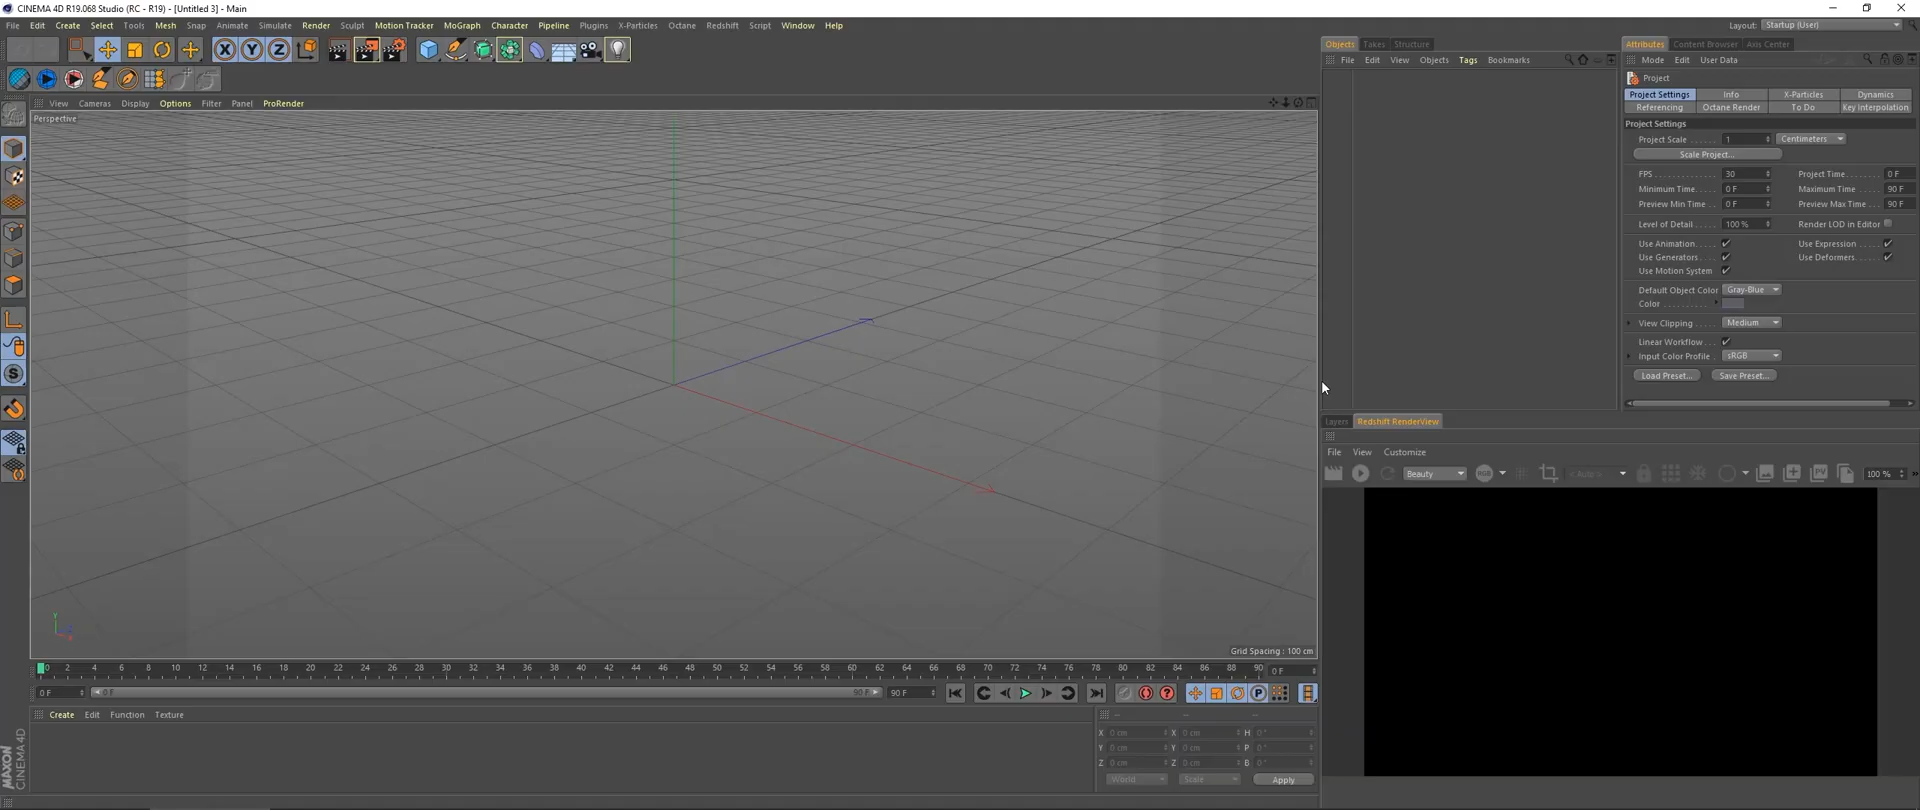 CINEMA 4D R19.068 Studio (RC - R19) - [Untitled 3] - Main
File Edit Create Select Tools Mesh Snap Animate Simulate Render Sculpt Motion Tracker MoGraph Character Pipeline Plugins X-Particles Octane Redshift Script Window Help
Layout: Startup (User)
X Y Z
Objects Takes Structure
File Edit View Objects Tags Bookmarks
Attributes Content Browser Axis Center
Mode Edit User Data
Project
Project Settings Info X-Particles Dynamics
Referencing Octane Render To Do Key Interpolation
Project Settings
Project Scale ...... 1 Centimeters
Scale Project...
FPS ............. 30 Project Time....... 0 F
Minimum Time.... 0 F Maximum Time ... 90 F
Preview Min Time .. 0 F Preview Max Time ... 90 F
Level of Detail ..... 100 % Render LOD in Editor
Use Animation..... Use Expression .....
Use Generators.... Use Deformers.....
Use Motion System
Default Object Color Gray-Blue
Color .........
View Clipping ..... Medium
Linear Workflow ...
Input Color Profile . sRGB
Load Preset... Save Preset...
View Cameras Display Options Filter Panel ProRender
Perspective
Y
Grid Spacing : 100 cm
0 2 4 6 8 10 12 14 16 18 20 22 24 26 28 30 32 34 36 38 40 42 44 46 48 50 52 54 56 58 60 62 64 66 68 70 72 74 76 78 80 82 84 86 88 90 0 F
0 F 0 F 90 F 90 F
P
Create Edit Function Texture
X 0 cm X 0 cm H 0 °
Y 0 cm Y 0 cm P 0 °
Z 0 cm Z 0 cm B 0 °
World Scale Apply
MAXON
CINEMA 4D
Layers Redshift RenderView
File View Customize
Beauty RGB < Auto > PV 100 %